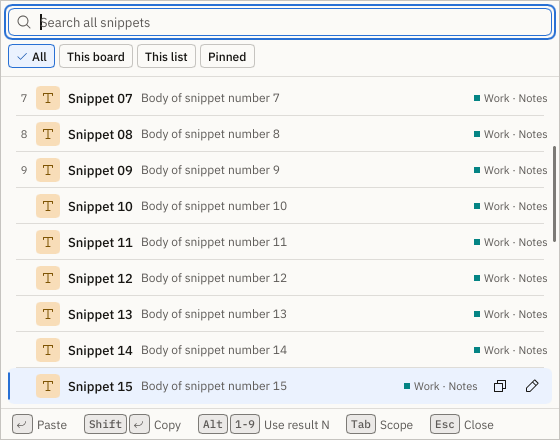 Search all snippets
All This board This list Pinned
7 T Snippet 07 Body of snippet number 7 Work · Notes
8 T Snippet 08 Body of snippet number 8 Work · Notes
9 T Snippet 09 Body of snippet number 9 Work · Notes
T Snippet 10 Body of snippet number 10 Work · Notes
T Snippet 11 Body of snippet number 11 Work · Notes
T Snippet 12 Body of snippet number 12 Work · Notes
T Snippet 13 Body of snippet number 13 Work · Notes
T Snippet 14 Body of snippet number 14 Work · Notes
T Snippet 15 Body of snippet number 15 Work · Notes
↵ Paste Shift ↵ Copy Alt 1-9 Use result N Tab Scope Esc Close